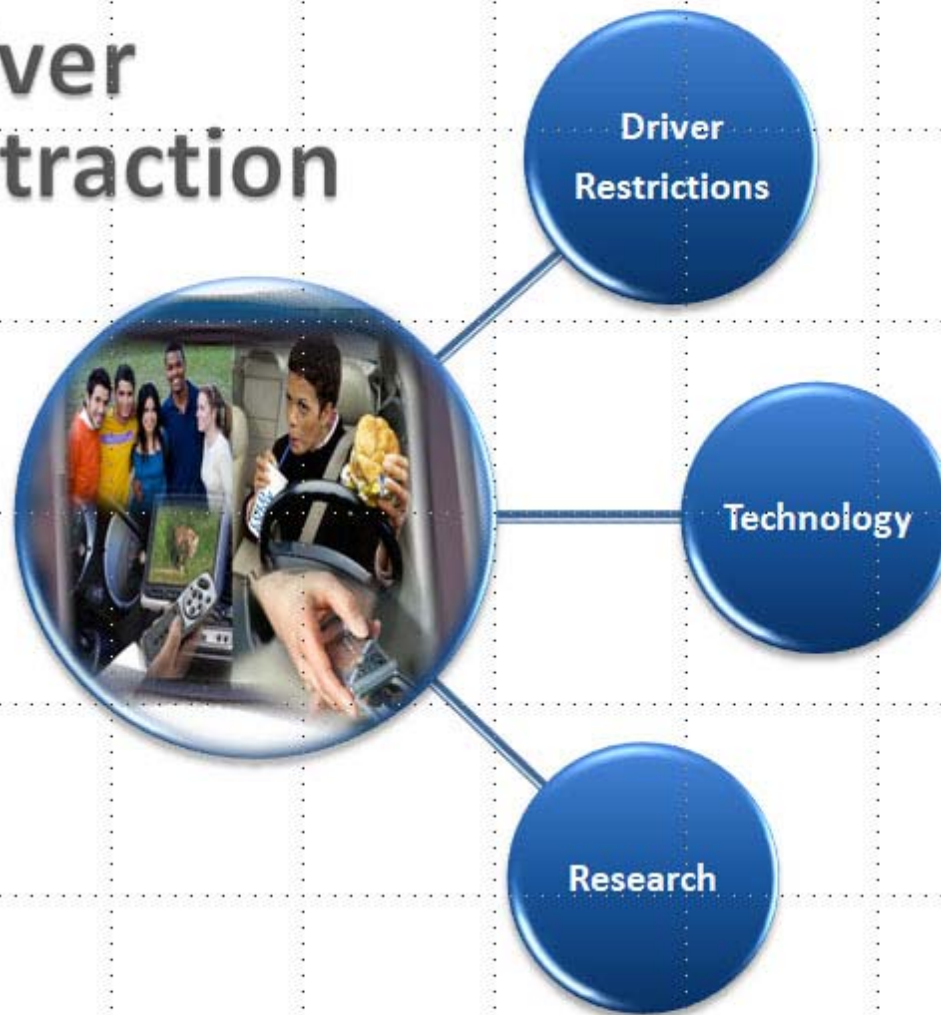 ver
traction
Driver
Restrictions
Technology
Research